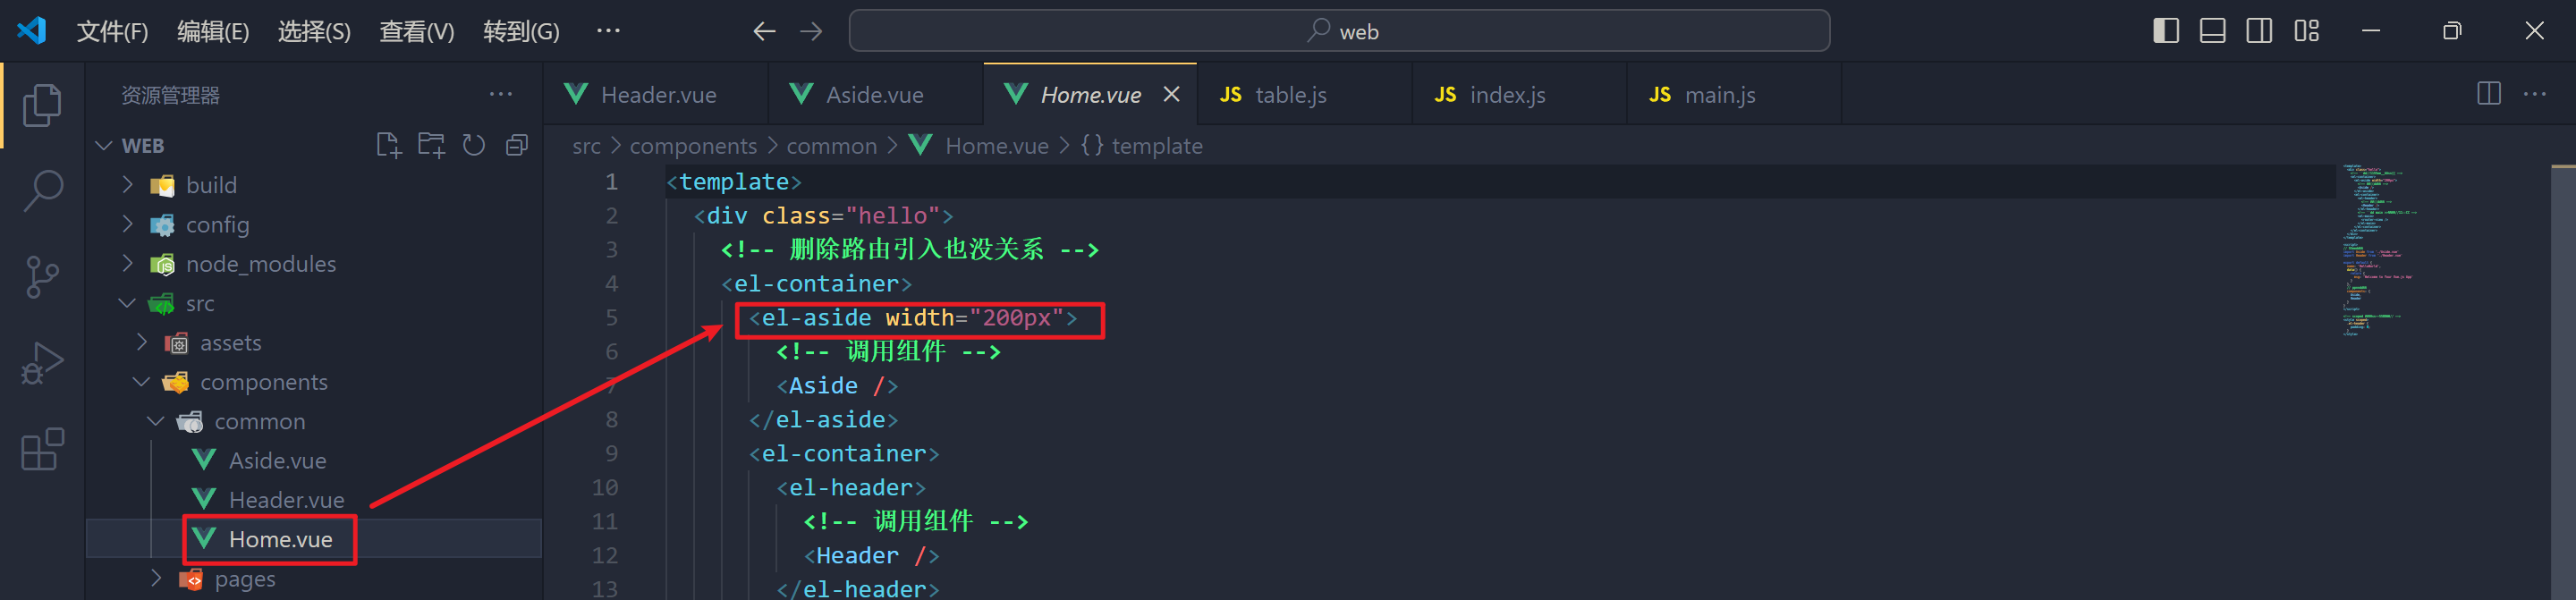 文件(F) 编辑(E) 选择(S) 查看(V) 转到(G) ··· web
资源管理器 ···
Header.vue Aside.vue Home.vue JS table.js JS index.js JS main.js ···
WEB
src > components > common > Home.vue > {} template
build
config
node_modules
src
assets
components
common
Aside.vue
Header.vue
Home.vue
pages
1 <template>
2 <div class="hello">
3 <!-- 删除路由引入也没关系 -->
4 <el-container>
5 <el-aside width="200px">
6 <!-- 调用组件 -->
7 <Aside />
8 </el-aside>
9 <el-container>
10 <el-header>
11 <!-- 调用组件 -->
12 <Header />
13 </el-header>